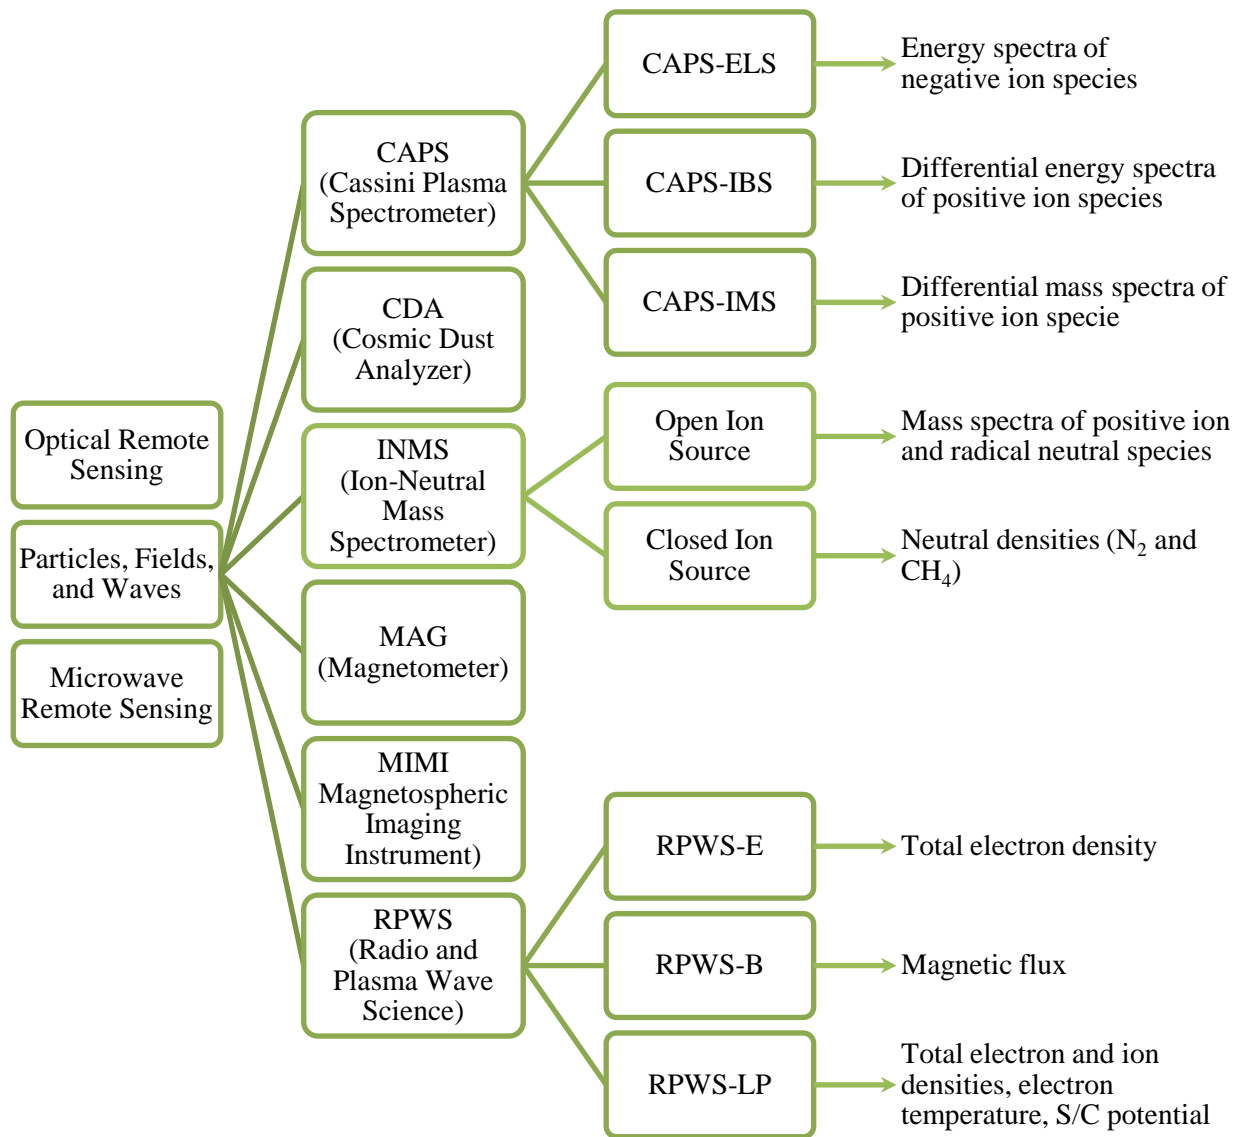 Optical Remote
Sensing
Particles, Fields,
and Waves
Microwave
Remote Sensing
CAPS
(Cassini Plasma
Spectrometer)
CDA
(Cosmic Dust
Analyzer)
INMS
(Ion-Neutral
Mass
Spectrometer)
MAG
(Magnetometer)
MIMI
Magnetospheric
Imaging
Instrument)
RPWS
(Radio and
Plasma Wave
Science)
CAPS-ELS
Energy spectra of
negative ion species
CAPS-IBS
Differential energy spectra
of positive ion species
CAPS-IMS
Differential mass spectra of
positive ion specie
Open Ion
Source
Mass spectra of positive ion
and radical neutral species
Closed Ion
Source
Neutral densities (N₂ and
CH₄)
RPWS-E
Total electron density
RPWS-B
Magnetic flux
RPWS-LP
Total electron and ion
densities, electron
temperature, S/C potential